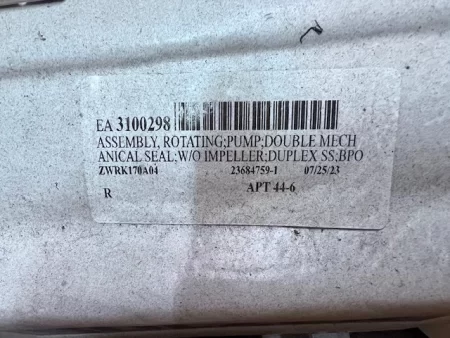 EA 3100298
ASSEMBLY, ROTATING;PUMP;DOUBLE MECH
ANICAL SEAL;W/O IMPELLER;DUPLEX SS;BPO
ZWRK170A04 23684759-1 07/25/23
R APT 44-6